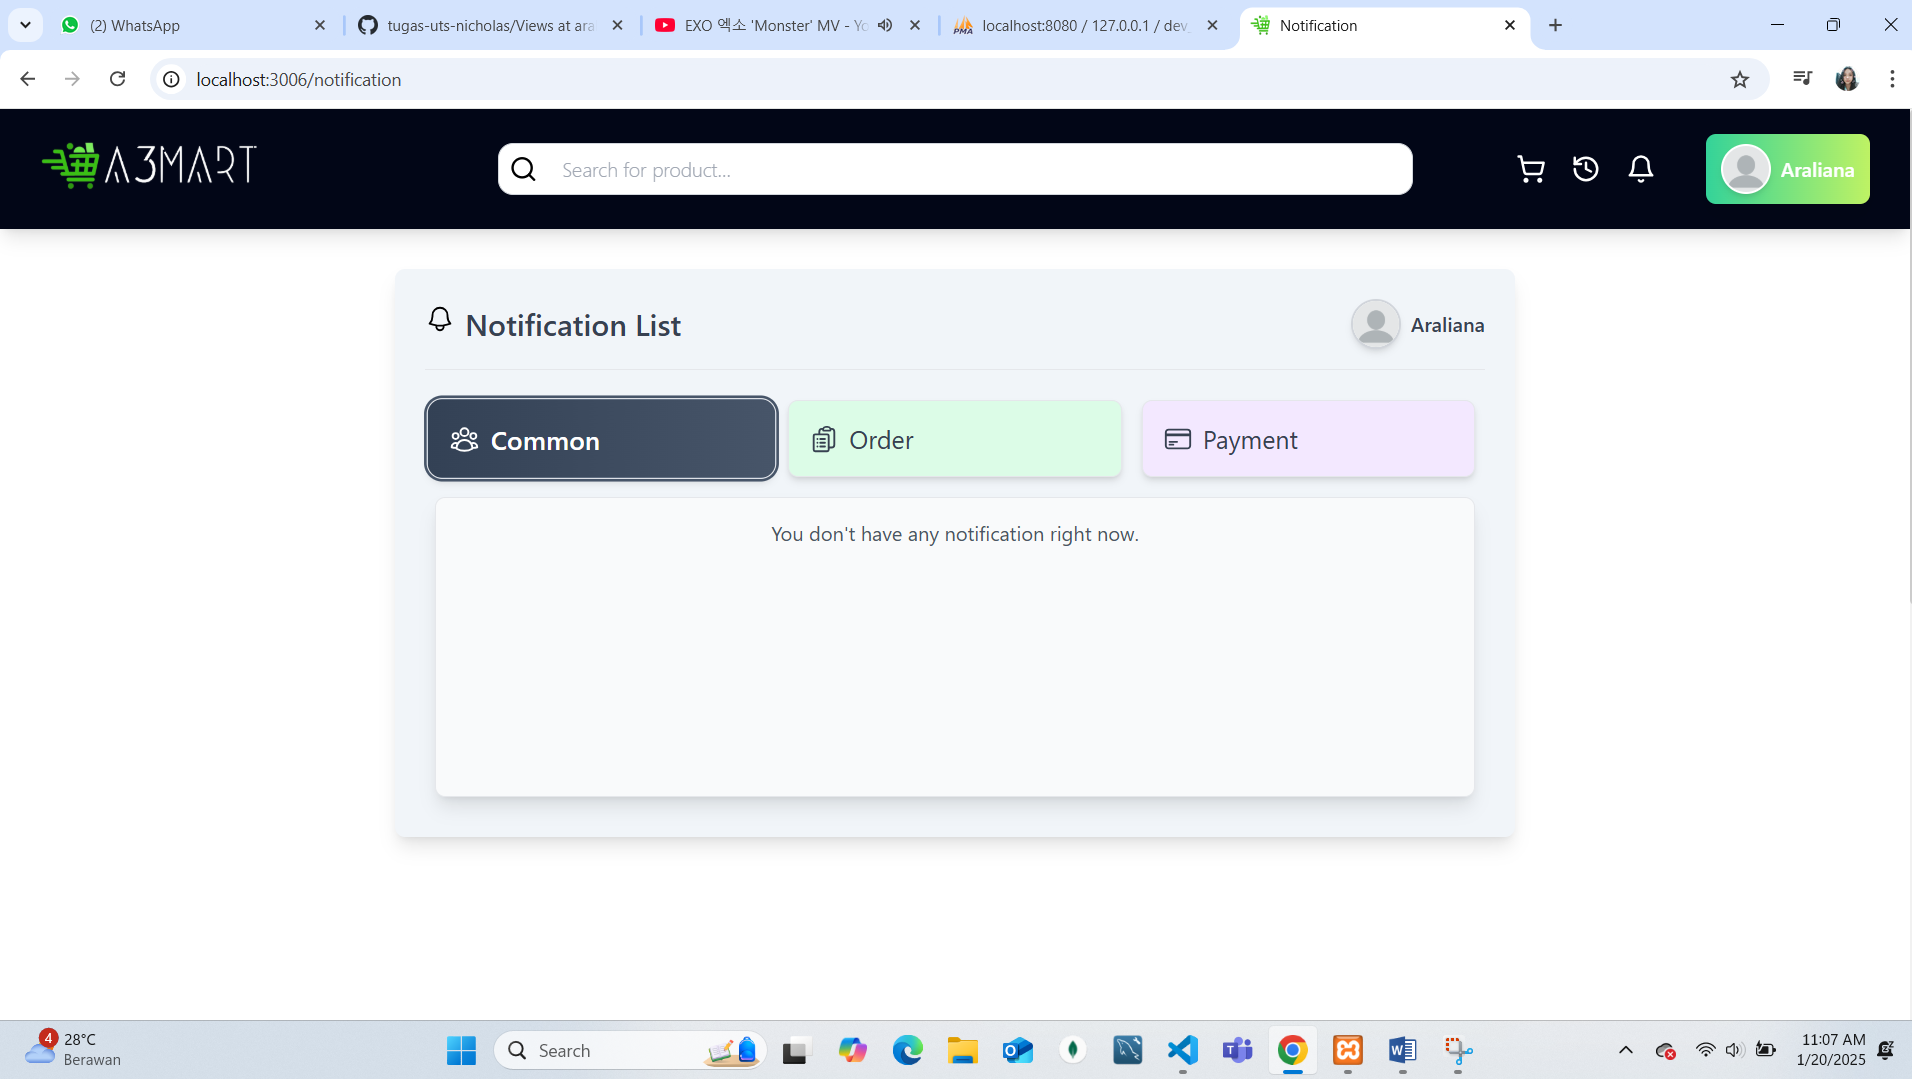 (2) WhatsApp
tugas-uts-nicholas/Views at ara
EXO 엑소 'Monster' MV - Yo
localhost:8080 / 127.0.0.1 / dev_
Notification
localhost:3006/notification
A3MART
Search for product...
Araliana
Notification List
Araliana
Common
Order
Payment
You don't have any notification right now.
4
28°C
Berawan
Search
11:07 AM
1/20/2025